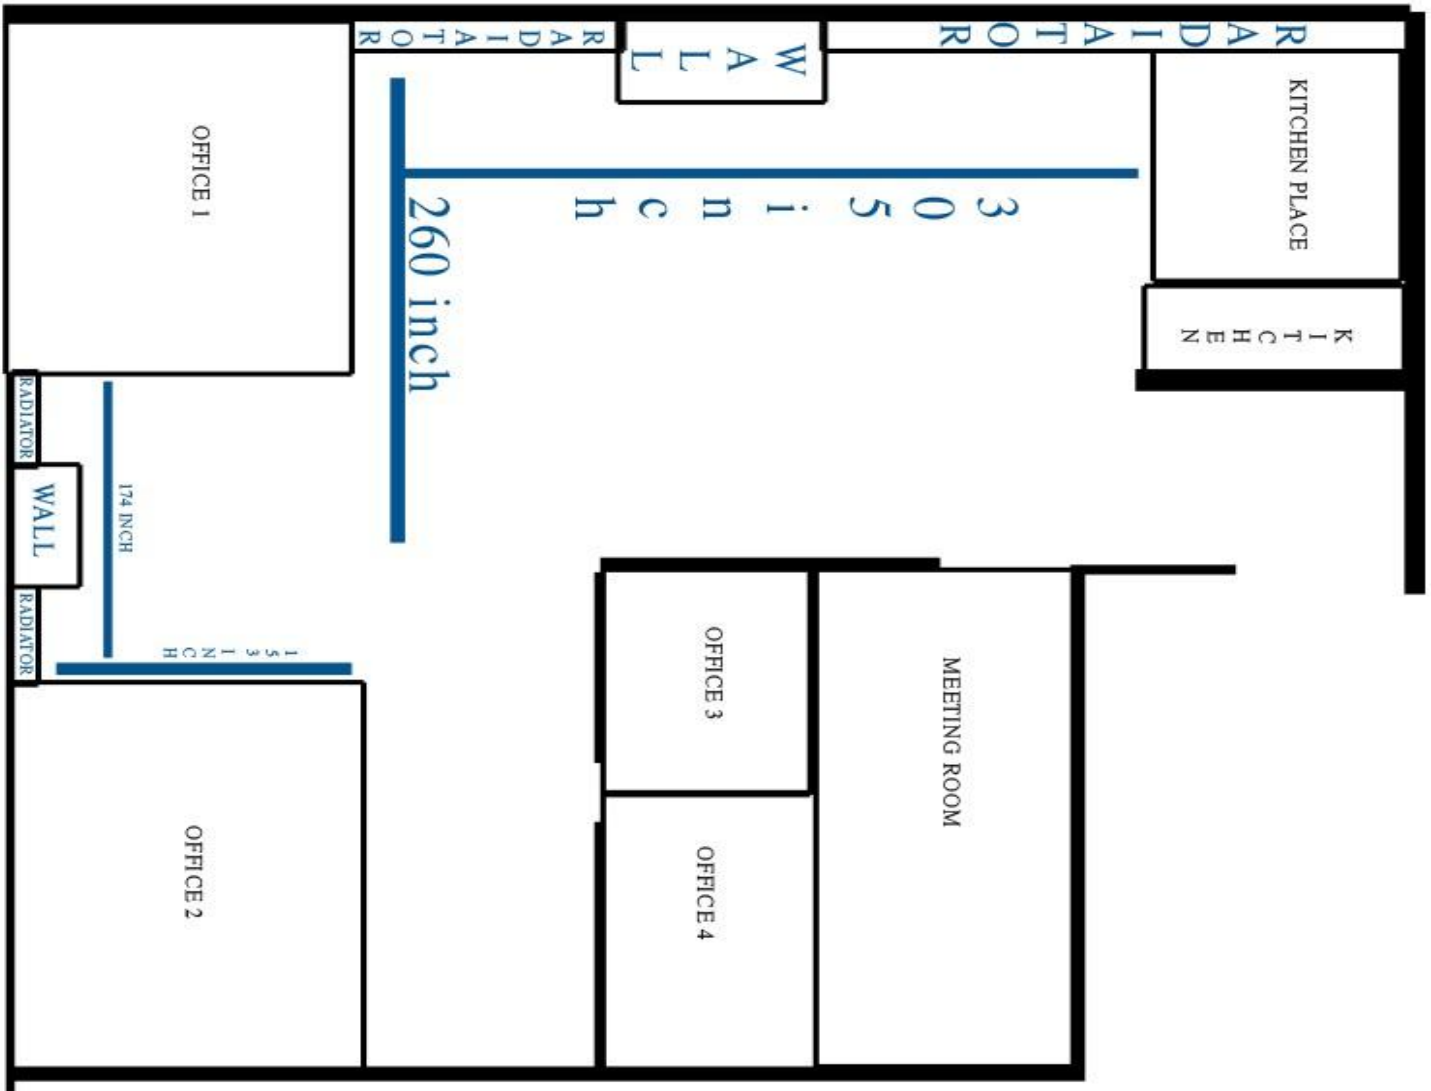 RADIATOR
WALL
RADIATOR
KITCHEN PLACE
KITCHEN
305 inch
260 inch
OFFICE 1
RADIATOR
WALL
RADIATOR
174 INCH
153 INCH
OFFICE 2
OFFICE 3
OFFICE 4
MEETING ROOM